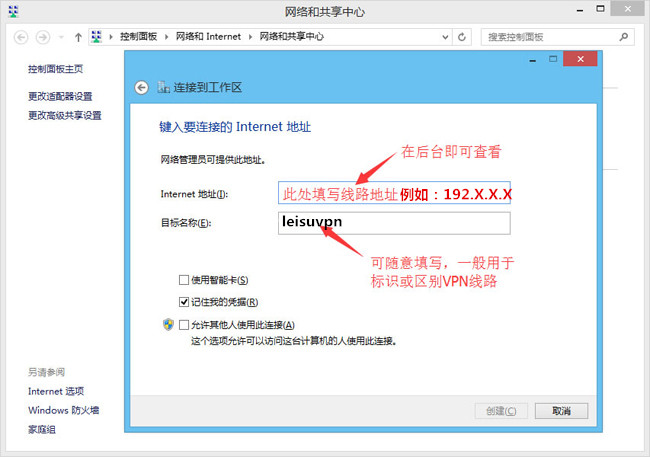 网络和共享中心
控制面板 网络和 Internet 网络和共享中心
搜索控制面板
控制面板主页
更改适配器设置
更改高级共享设置
连接到工作区
键入要连接的 Internet 地址
网络管理员可提供此地址。
在后台即可查看
Internet 地址(I):
此处填写线路地址例如：192.X.X.X
目标名称(E):
leisuvpn
可随意填写，一般用于
标识或区别VPN线路
使用智能卡(S)
记住我的凭据(R)
允许其他人使用此连接(A)
这个选项允许可以访问这台计算机的人使用此连接。
另请参阅
Internet 选项
Windows 防火墙
家庭组
创建(C)
取消